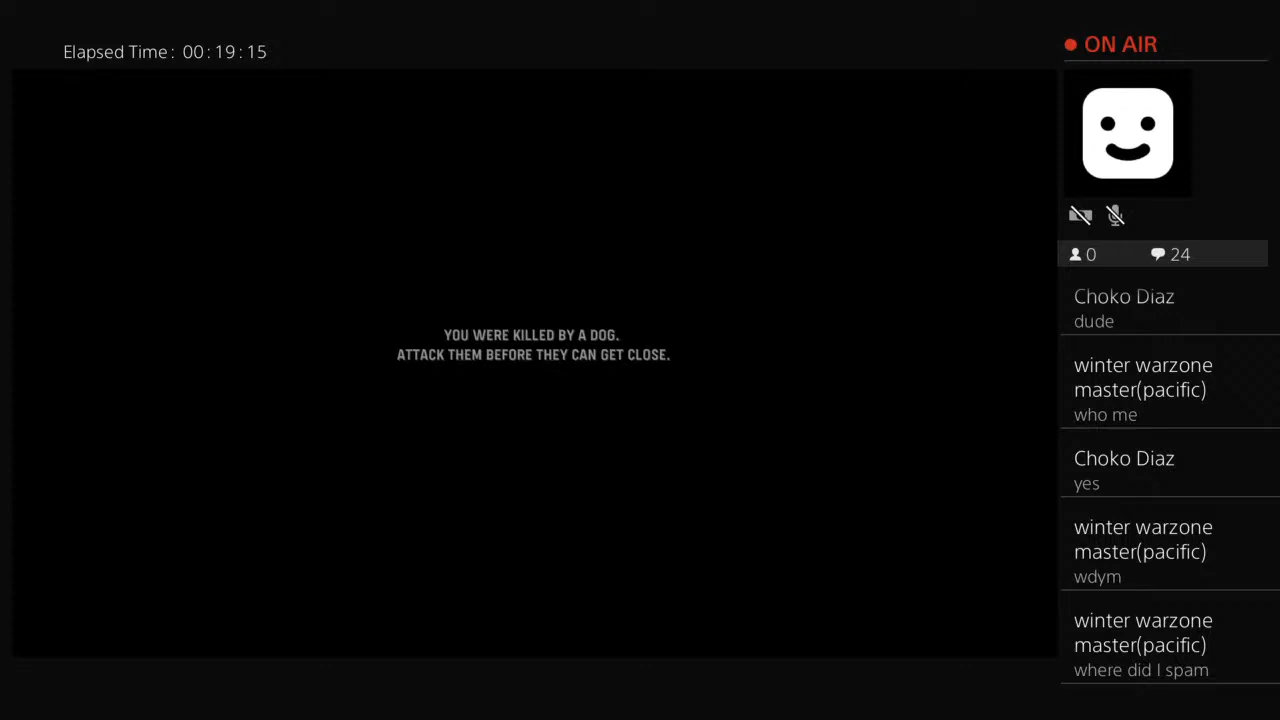 Elapsed Time: 00:19:15
ON AIR
0 24
Choko Diaz
dude
YOU WERE KILLED BY A DOG.
ATTACK THEM BEFORE THEY CAN GET CLOSE.
winter warzone
master(pacific)
who me
Choko Diaz
yes
winter warzone
master(pacific)
wdym
winter warzone
master(pacific)
where did I spam